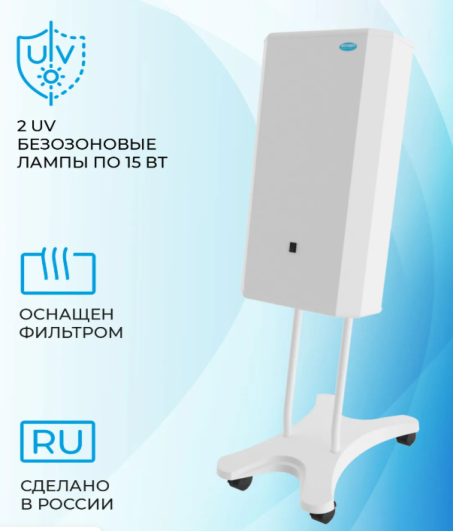 UV
2 UV
БЕЗОЗОНОВЫЕ
ЛАМПЫ ПО 15 ВТ
ОСНАЩЕН
ФИЛЬТРОМ
RU
СДЕЛАНО
В РОССИИ